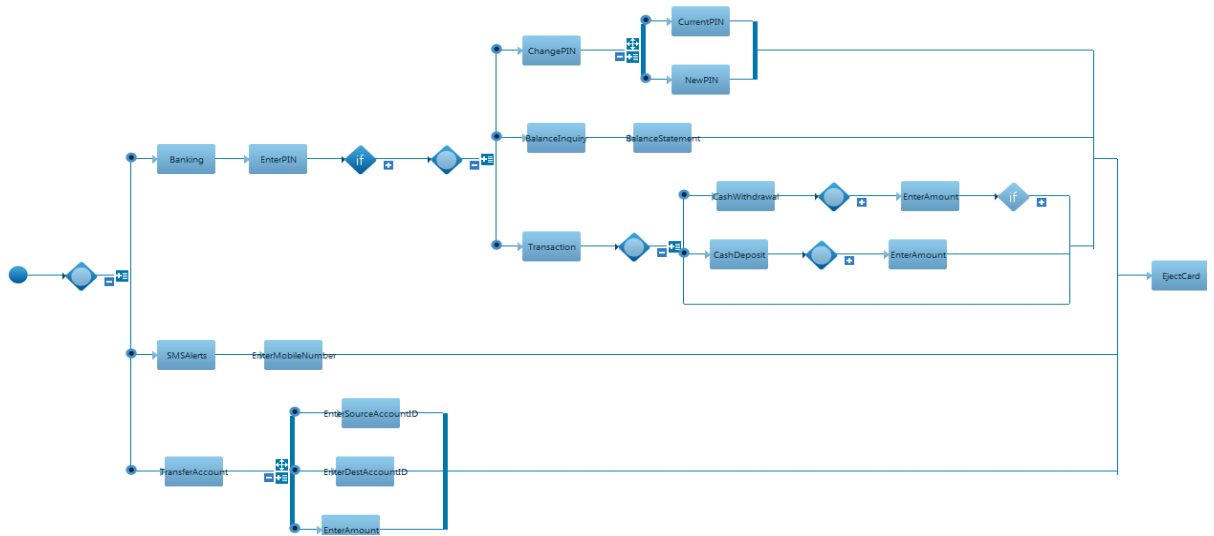 CurrentPIN
ChangePIN
NewPIN
BalanceInquiry
BalanceStatement
Banking
EnterPIN
if
CashWithdrawal
EnterAmount
if
Transaction
CashDeposit
EnterAmount
EjectCard
SMSAlerts
EnterMobileNumber
EnterSourceAccountID
TransferAccount
EnterDestAccountID
EnterAmount